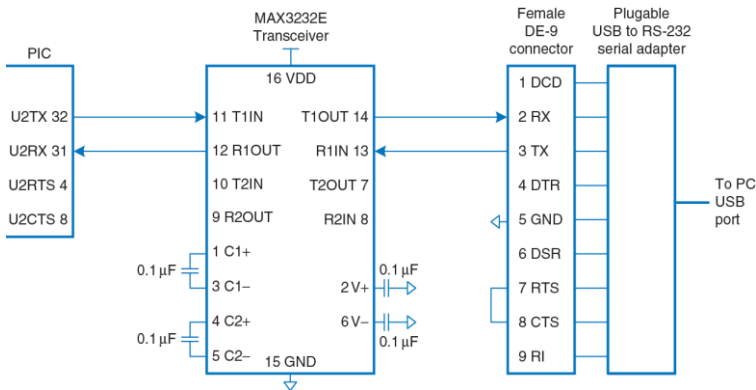 MAX3232E
Transceiver
Female
DE-9
connector
Plugable
USB to RS-232
serial adapter
PIC
U2TX 32
U2RX 31
U2RTS 4
U2CTS 8
16 VDD
11 T1IN
T1OUT 14
12 R1OUT
R1IN 13
10 T2IN
T2OUT 7
9 R2OUT
R2IN 8
1 C1+
3 C1–
2 V+
4 C2+
6 V–
5 C2–
15 GND
0.1 µF
0.1 µF
0.1 µF
0.1 µF
1 DCD
2 RX
3 TX
4 DTR
5 GND
6 DSR
7 RTS
8 CTS
9 RI
To PC
USB
port